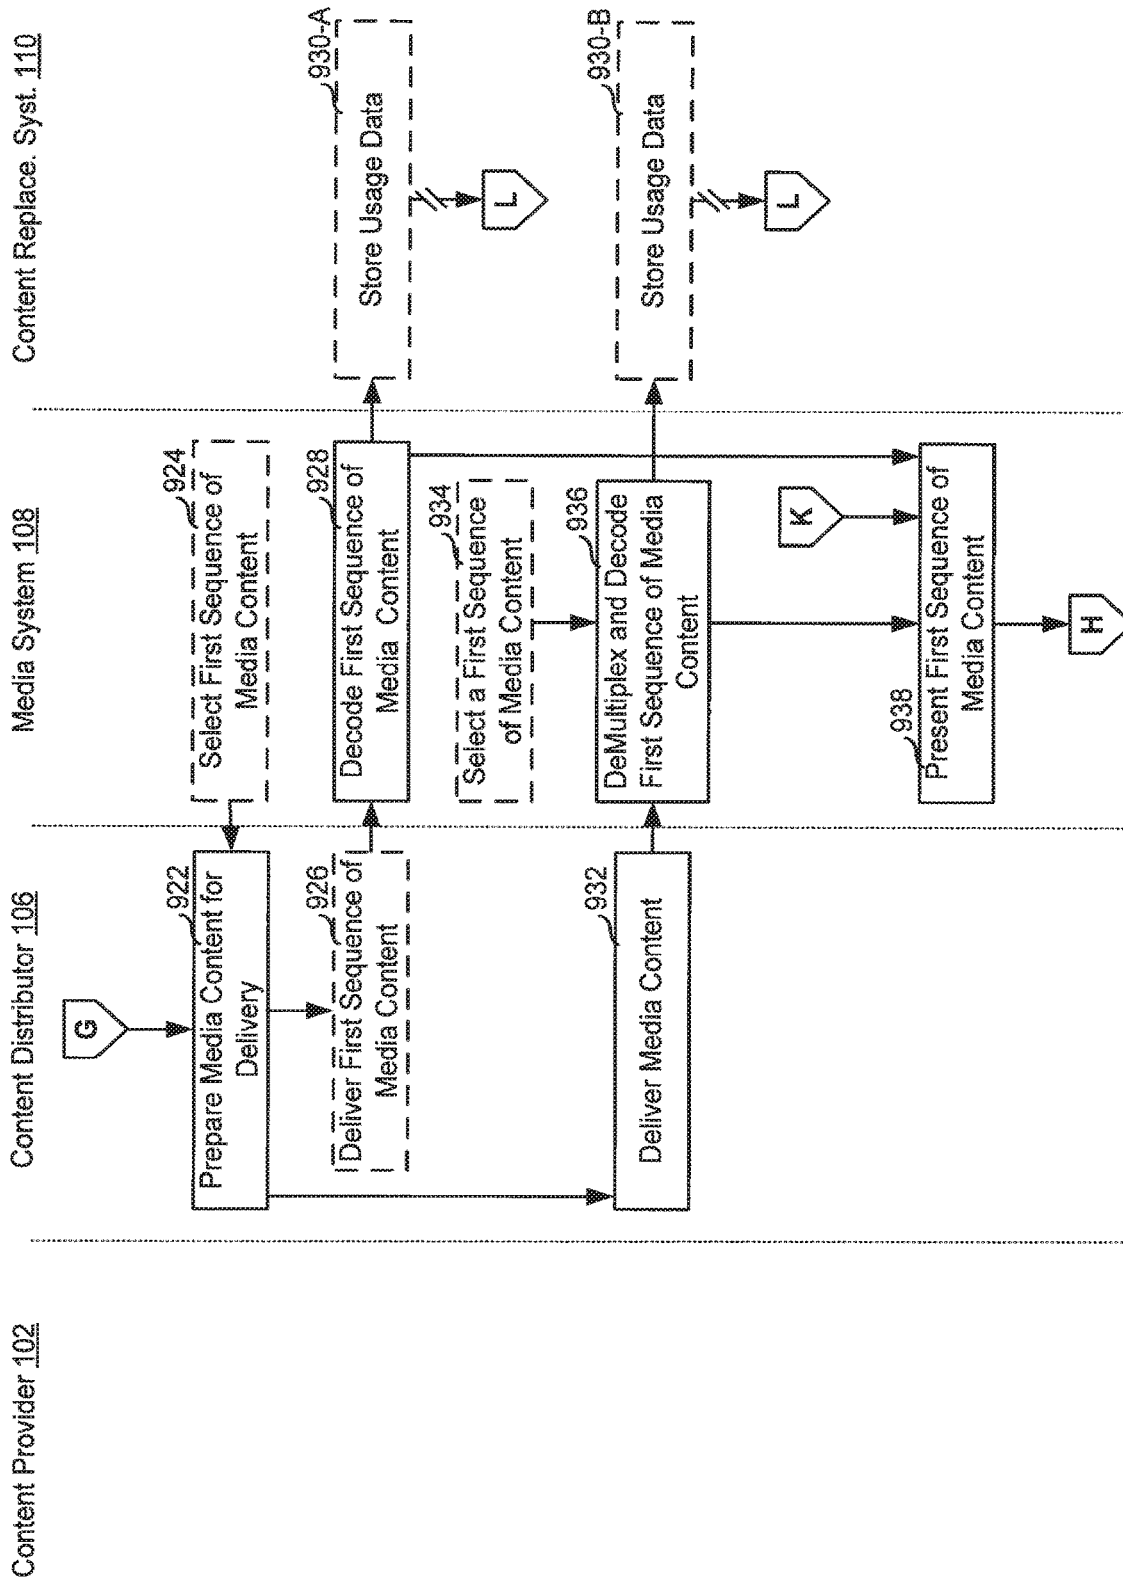 Content Provider 102
Content Distributor 106
Media System 108
Content Replace. Syst. 110
G
922
Prepare Media Content for
Delivery
924
Select First Sequence of
Media Content
926
Deliver First Sequence of
Media Content
928
Decode First Sequence of
Media Content
930-A
Store Usage Data
L
934
Select a First Sequence
of Media Content
932
Deliver Media Content
936
DeMultiplex and Decode
First Sequence of Media
Content
930-B
Store Usage Data
L
K
938
Present First Sequence of
Media Content
H